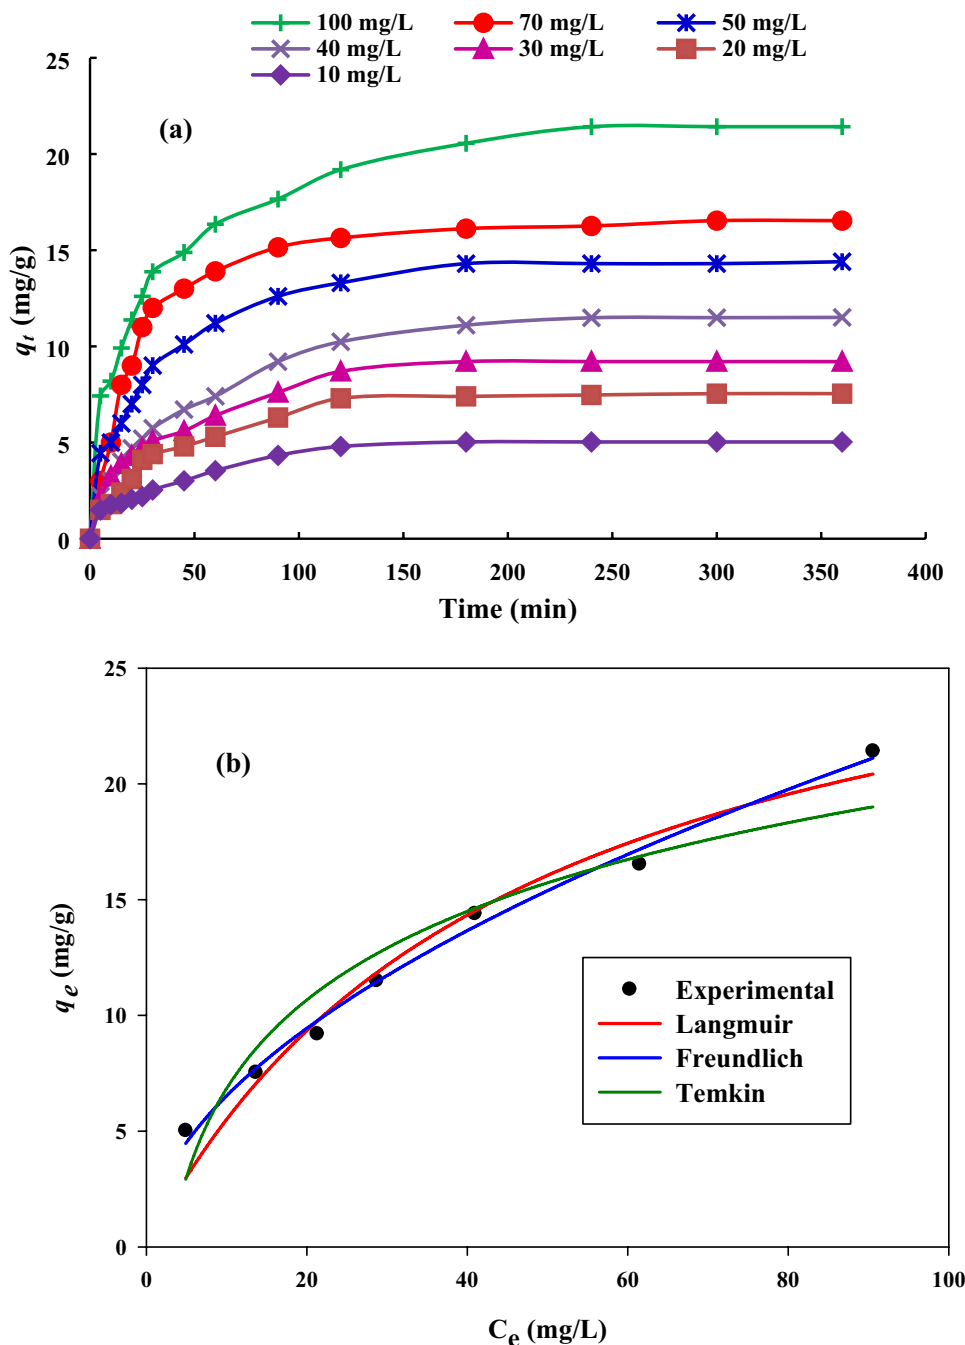 100 mg/L 70 mg/L 50 mg/L
40 mg/L 30 mg/L 20 mg/L
10 mg/L
25
20
15
10
5
0
(a)
q t (mg/g)
0 50 100 150 200 250 300 350 400
Time (min)
25
20
15
10
5
0
(b)
q e (mg/g)
Experimental
Langmuir
Freundlich
Temkin
0 20 40 60 80 100
Ce (mg/L)